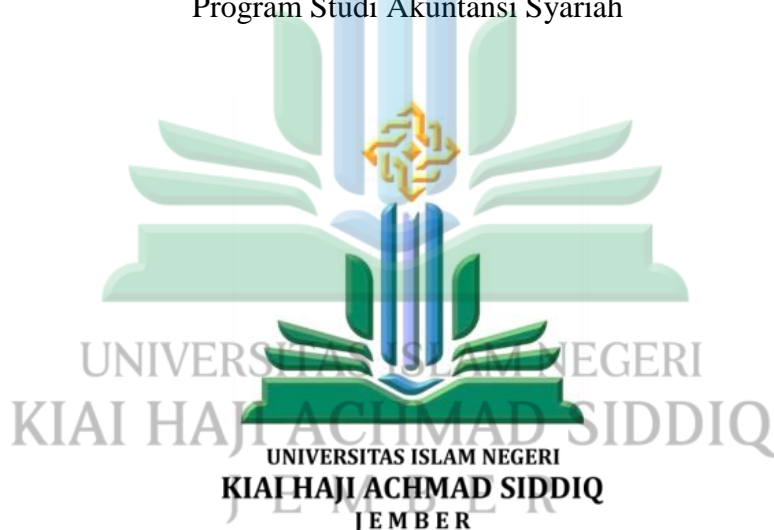 Program Studi Akuntansi Syariah
UNIVERSITAS ISLAM NEGERI
KIAI HAJI ACHMAD SIDDIQ
JEMBER
UNIVERSITAS ISLAM NEGERI
KIAI HAJI ACHMAD SIDDIQ
JEMBER